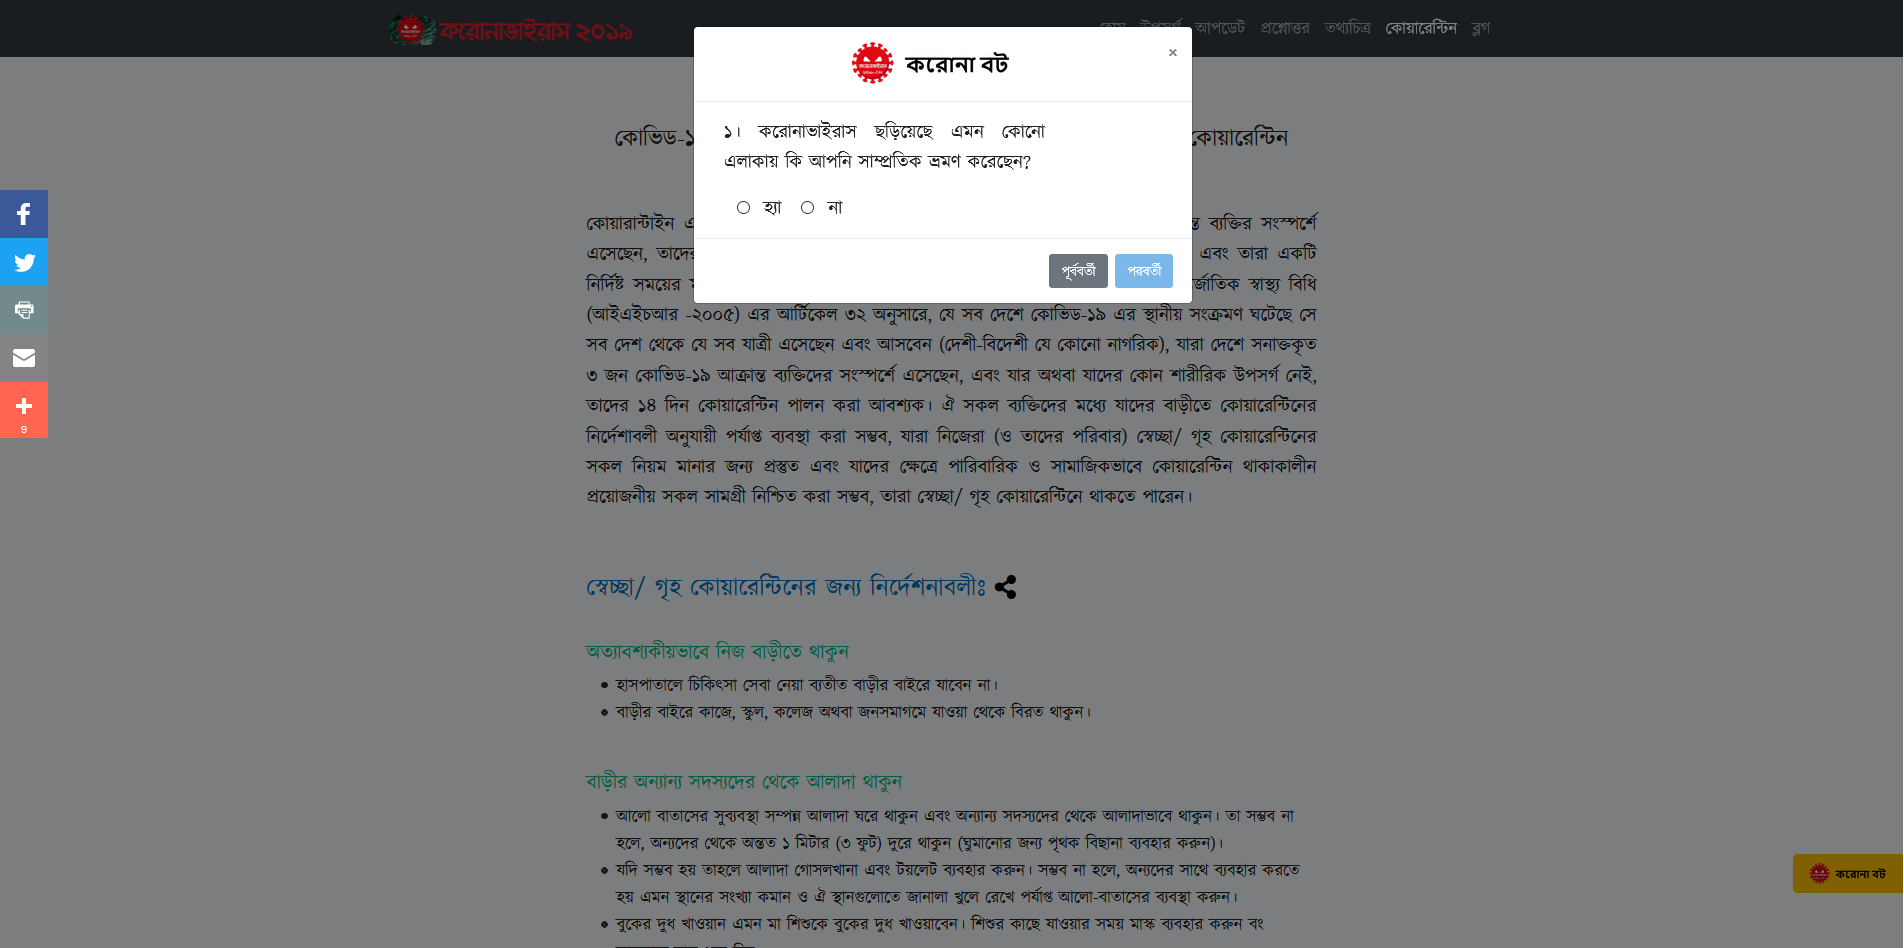 করোনাভাইরাস ২০১৯
আপডেট প্রশ্নোত্তর তথ্যচিত্র কোয়ারেন্টিন ব্লগ
করোনা বট
×
১। করোনাভাইরাস ছড়িয়েছে এমন কোনো
এলাকায় কি আপনি সাম্প্রতিক ভ্রমণ করেছেন?
হ্যা না
পূর্ববর্তী পরবর্তী
কোভিড-১ কোয়ারেন্টিন
কোয়ারান্টাইন এ ব্যক্তির সংস্পর্শে
এসেছেন, তাদের এবং তারা একটি
নির্দিষ্ট সময়ের স্বাস্থ্য বিধি
(আইএইচআর -২০০৫) এর আর্টিকেল ৩২ অনুসারে, যে সব দেশে কোভিড-১৯ এর স্থানীয় সংক্রমণ ঘটেছে সে
সব দেশ থেকে যে সব যাত্রী এসেছেন এবং আসবেন (দেশী-বিদেশী যে কোনো নাগরিক), যারা দেশে সনাক্তকৃত
৩ জন কোভিড-১৯ আক্রান্ত ব্যক্তিদের সংস্পর্শে এসেছেন, এবং যার অথবা যাদের কোন শারীরিক উপসর্গ নেই,
তাদের ১৪ দিন কোয়ারেন্টিন পালন করা আবশ্যক। ঐ সকল ব্যক্তিদের মধ্যে যাদের বাড়ীতে কোয়ারেন্টিনের
নির্দেশাবলী অনুযায়ী পর্যাপ্ত ব্যবস্থা করা সম্ভব, যারা নিজেরা (ও তাদের পরিবার) স্বেচ্ছা/ গৃহ কোয়ারেন্টিনের
সকল নিয়ম মানার জন্য প্রস্তুত এবং যাদের ক্ষেত্রে পারিবারিক ও সামাজিকভাবে কোয়ারেন্টিন থাকাকালীন
প্রয়োজনীয় সকল সামগ্রী নিশ্চিত করা সম্ভব, তারা স্বেচ্ছা/ গৃহ কোয়ারেন্টিনে থাকতে পারেন।
9
স্বেচ্ছা/ গৃহ কোয়ারেন্টিনের জন্য নির্দেশনাবলীঃ
অত্যাবশ্যকীয়ভাবে নিজ বাড়ীতে থাকুন
হাসপাতালে চিকিৎসা সেবা নেয়া ব্যতীত বাড়ীর বাইরে যাবেন না।
বাড়ীর বাইরে কাজে, স্কুল, কলেজ অথবা জনসমাগমে যাওয়া থেকে বিরত থাকুন।
বাড়ীর অন্যান্য সদস্যদের থেকে আলাদা থাকুন
আলো বাতাসের সুব্যবস্থা সম্পন্ন আলাদা ঘরে থাকুন এবং অন্যান্য সদস্যদের থেকে আলাদাভাবে থাকুন। তা সম্ভব না
হলে, অন্যদের থেকে অন্তত ১ মিটার (৩ ফুট) দুরে থাকুন (ঘুমানোর জন্য পৃথক বিছানা ব্যবহার করুন)।
যদি সম্ভব হয় তাহলে আলাদা গোসলখানা এবং টয়লেট ব্যবহার করুন। সম্ভব না হলে, অন্যদের সাথে ব্যবহার করতে
হয় এমন স্থানের সংখ্যা কমান ও ঐ স্থানগুলোতে জানালা খুলে রেখে পর্যাপ্ত আলো-বাতাসের ব্যবস্থা করুন।
বুকের দুধ খাওয়ান এমন মা শিশুকে বুকের দুধ খাওয়াবেন। শিশুর কাছে যাওয়ার সময় মাস্ক ব্যবহার করুন বং
করোনা বট